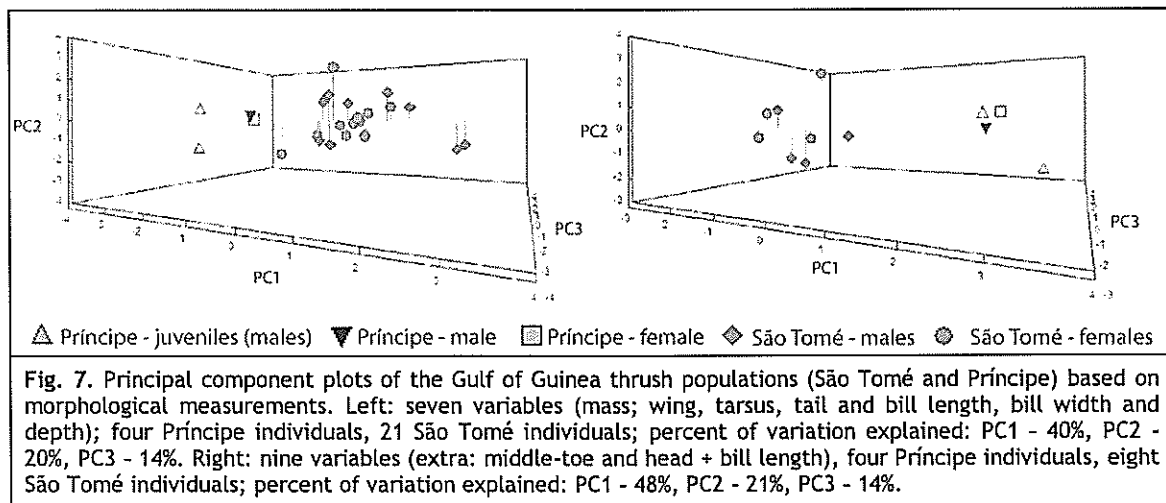 PC2
PC1
PC3
PC2
PC1
PC3
Príncipe - juveniles (males) Príncipe - male Príncipe - female São Tomé - males São Tomé - females
Fig. 7. Principal component plots of the Gulf of Guinea thrush populations (São Tomé and Príncipe) based on
morphological measurements. Left: seven variables (mass; wing, tarsus, tail and bill length, bill width and
depth); four Príncipe individuals, 21 São Tomé individuals; percent of variation explained: PC1 - 40%, PC2 -
20%, PC3 - 14%. Right: nine variables (extra: middle-toe and head + bill length), four Príncipe individuals, eight
São Tomé individuals; percent of variation explained: PC1 - 48%, PC2 - 21%, PC3 - 14%.